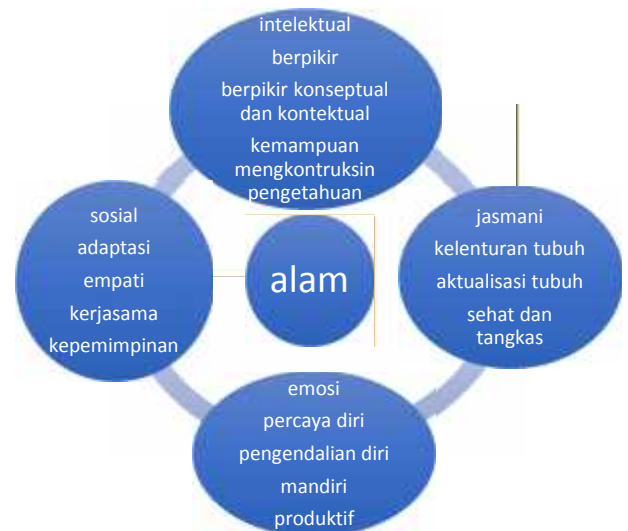 intelektual
berpikir
berpikir konseptual
dan kontektual
kemampuan
mengkontruksin
pengetahuan
sosial
adaptasi
empati
kerjasama
kepemimpinan
alam
jasmani
kelenturan tubuh
aktualisasi tubuh
sehat dan
tangkas
emosi
percaya diri
pengendalian diri
mandiri
produktif